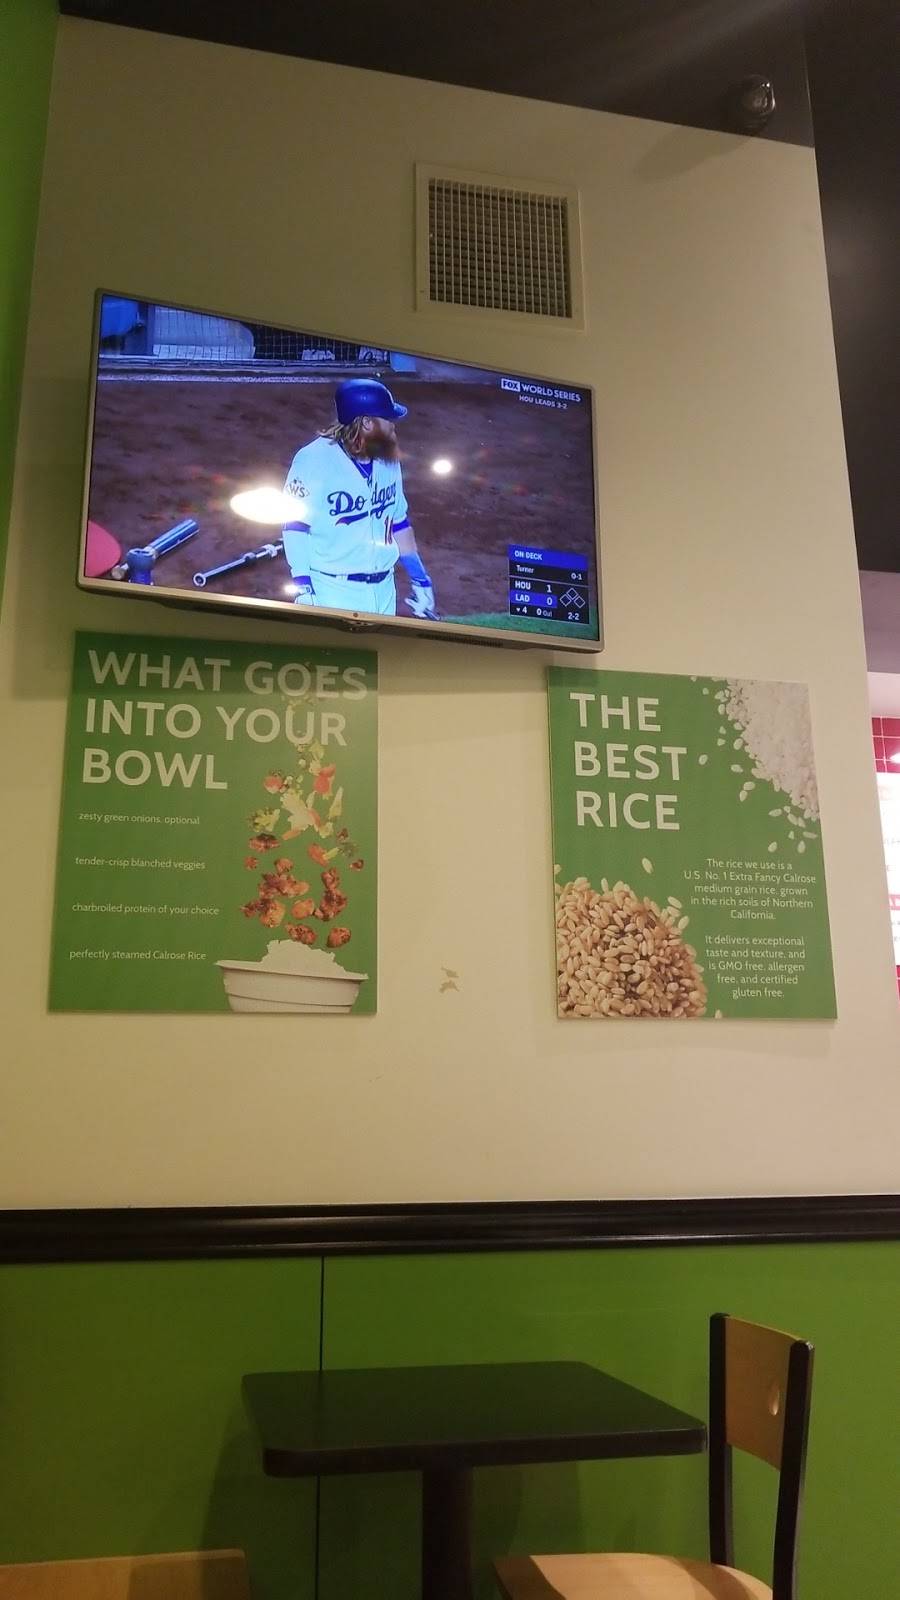 FOX WORLD SERIES
HOU LEADS 3-2
WS
Dodgers
ON DECK
Turner 0-1
HOU 1
LAD 0
▼ 4 0 Out 2-2
WHAT GOES
INTO YOUR
BOWL
zesty green onions, optional
tender-crisp blanched veggies
charbroiled protein of your choice
perfectly steamed Calrose Rice
THE
BEST
RICE
The rice we use is a
U.S. No. 1 Extra Fancy Calrose
medium grain rice, grown
in the rich soils of Northern
California.
It delivers exceptional
taste and texture, and
is GMO free, allergen
free, and certified
gluten free.